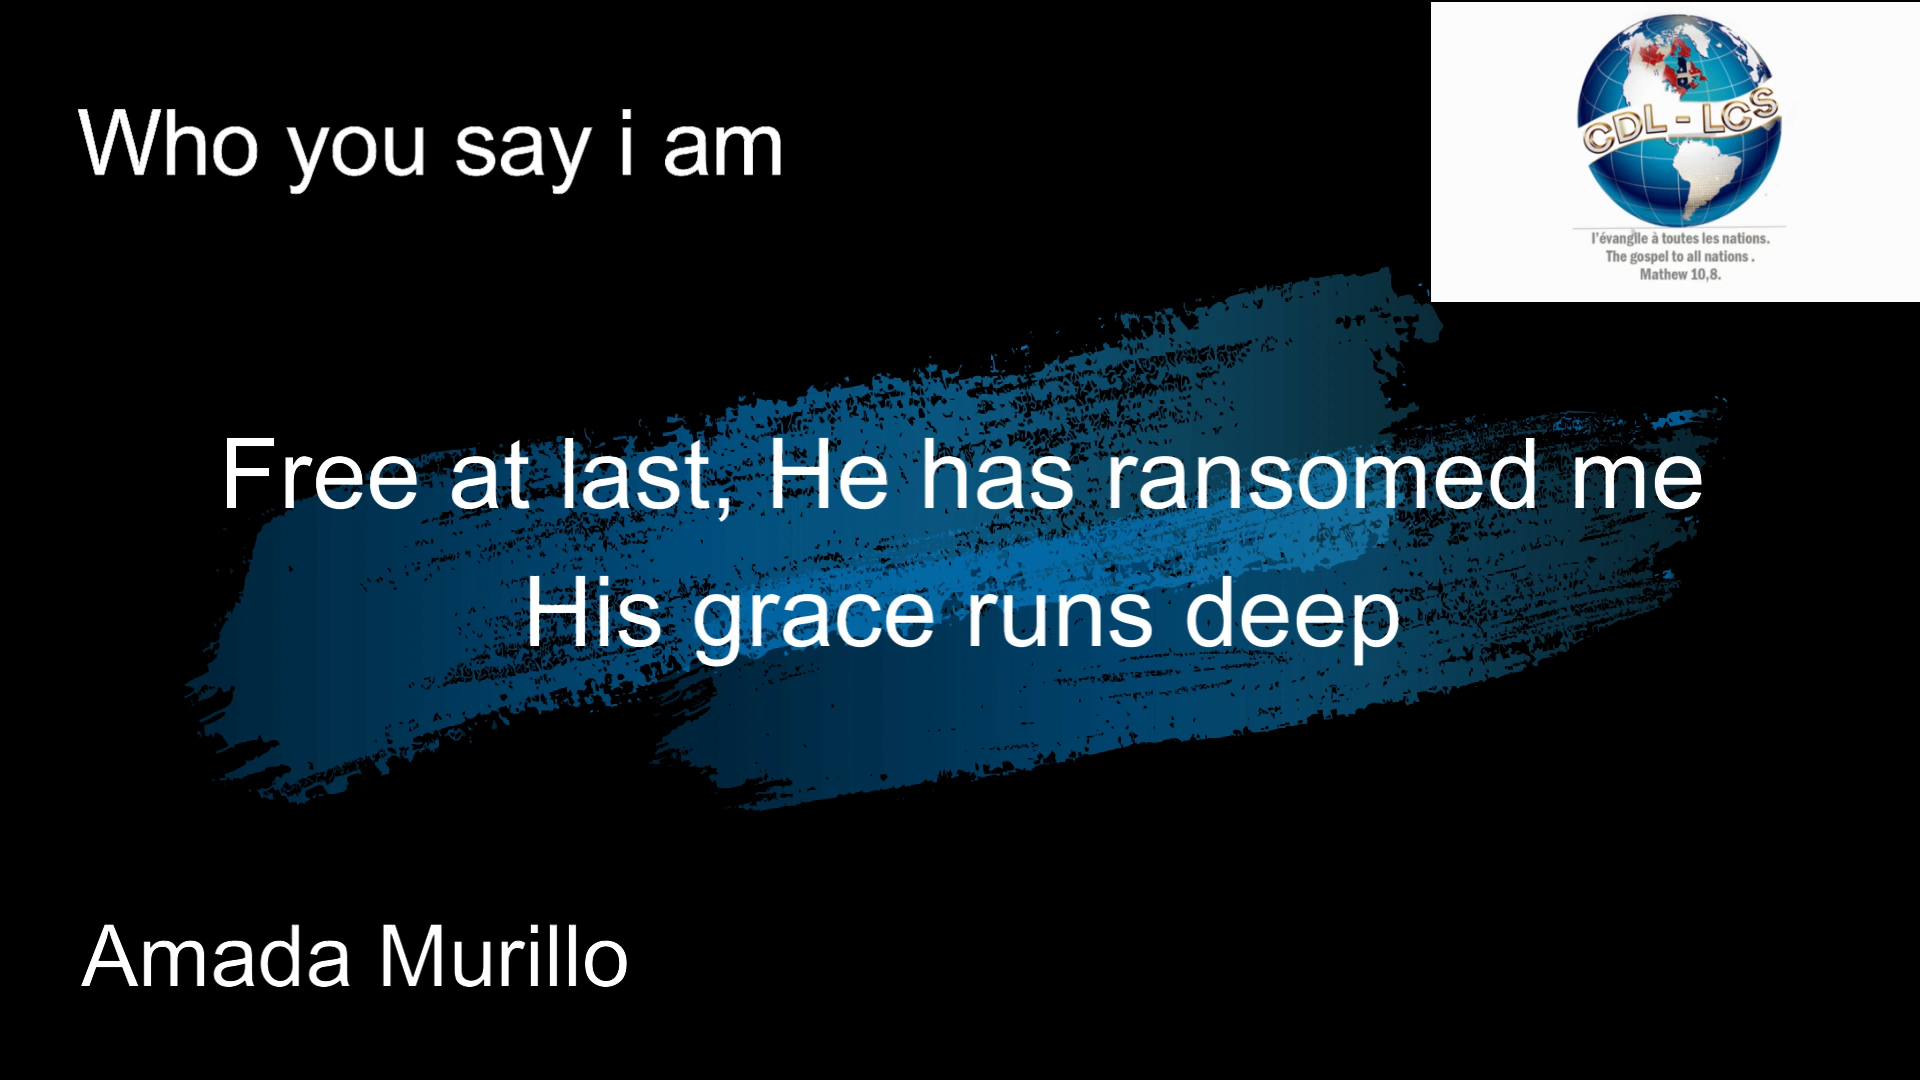 Who you say i am
CDL - LCS
l'évangile à toutes les nations.
The gospel to all nations .
Mathew 10,8.
Free at last, He has ransomed me
His grace runs deep
Amada Murillo